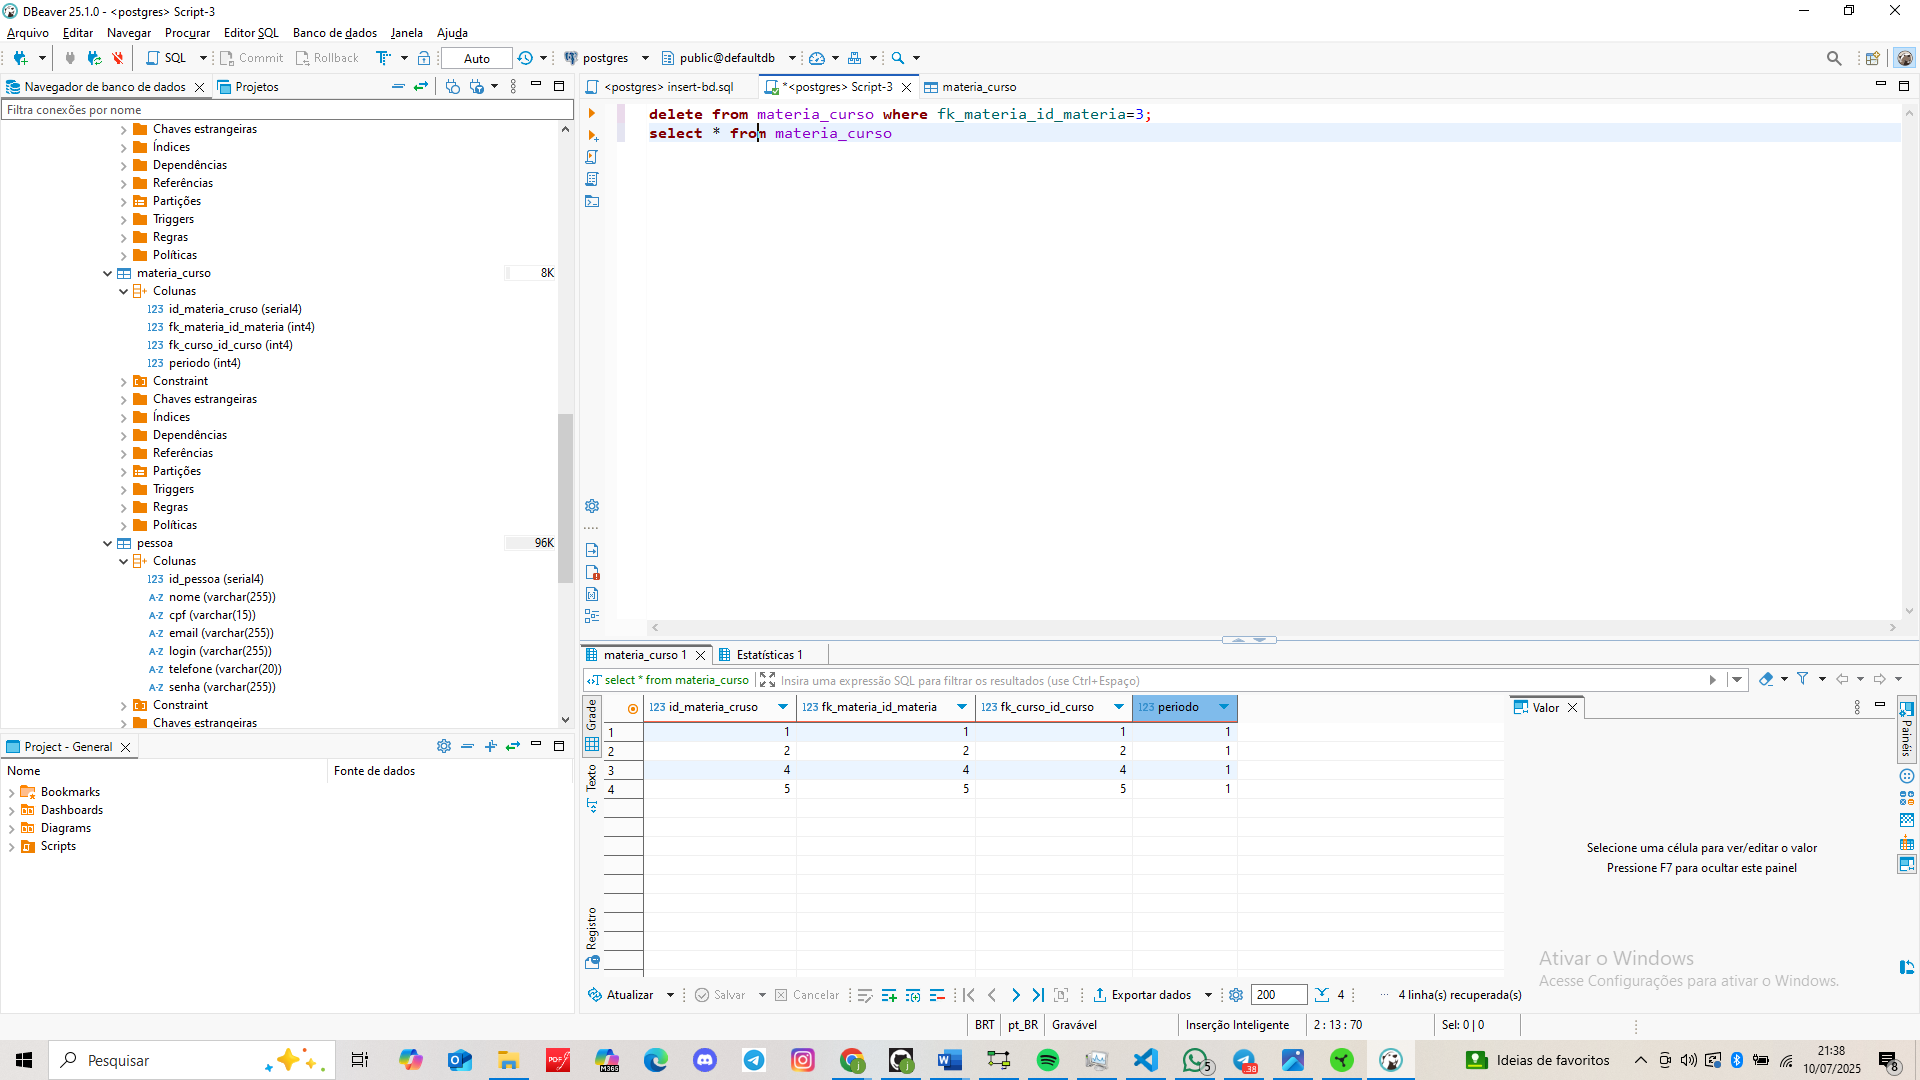 DBeaver 25.1.0 - <postgres> Script-3
Arquivo Editar Navegar Procurar Editor SQL Banco de dados Janela Ajuda
SQL Commit Rollback Auto postgres public@defaultdb
Navegador de banco de dados Projetos
Filtra conexões por nome
Chaves estrangeiras
Índices
Dependências
Referências
Partições
Triggers
Regras
Políticas
materia_curso 8K
Colunas
123 id_materia_cruso (serial4)
123 fk_materia_id_materia (int4)
123 fk_curso_id_curso (int4)
123 periodo (int4)
Constraint
Chaves estrangeiras
Índices
Dependências
Referências
Partições
Triggers
Regras
Políticas
pessoa 96K
Colunas
123 id_pessoa (serial4)
A-Z nome (varchar(255))
A-Z cpf (varchar(15))
A-Z email (varchar(255))
A-Z login (varchar(255))
A-Z telefone (varchar(20))
A-Z senha (varchar(255))
Constraint
Chaves estrangeiras
Project - General
Nome Fonte de dados
Bookmarks
Dashboards
Diagrams
Scripts
<postgres> insert-bd.sql *<postgres> Script-3 materia_curso
delete from materia_curso where fk_materia_id_materia=3;
select * from materia_curso
materia_curso 1 Estatísticas 1
select * from materia_curso Insira uma expressão SQL para filtrar os resultados (use Ctrl+Espaço)
Grade
Texto
Registro
123 id_materia_cruso 123 fk_materia_id_materia 123 fk_curso_id_curso 123 periodo
1 1 1 1 1
2 2 2 2 1
3 4 4 4 1
4 5 5 5 1
Valor
Selecione uma célula para ver/editar o valor
Pressione F7 para ocultar este painel
Painéis
Ativar o Windows
Acesse Configurações para ativar o Windows.
Atualizar Salvar Cancelar Exportar dados 200 4 ... 4 linha(s) recuperada(s)
BRT pt_BR Gravável Inserção Inteligente 2 : 13 : 70 Sel: 0 | 0
Pesquisar
PDF
M365
5
38
Ideias de favoritos
21:38
10/07/2025
8